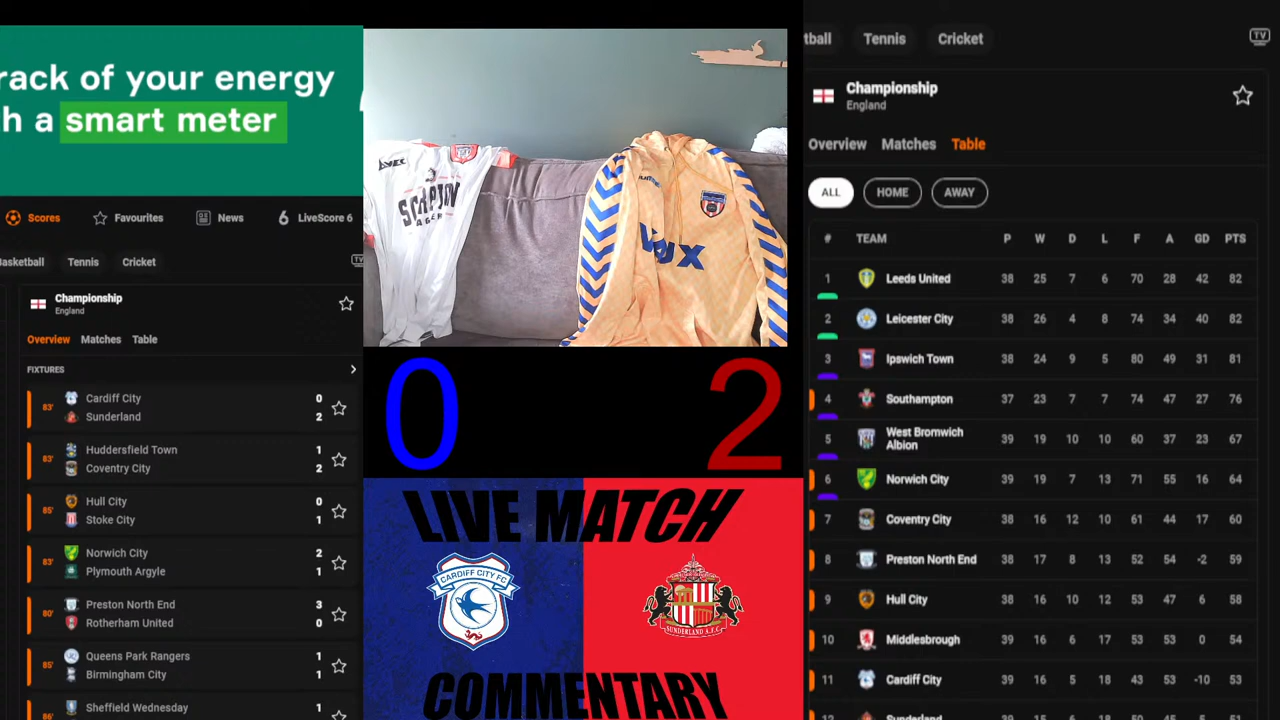 rack of your energy
h a smart meter
Scores
Favourites
News
LiveScore 6
Basketball
Tennis
Cricket
Championship
England
Overview
Matches
Table
FIXTURES
83'
Cardiff City
0
Sunderland
2
83'
Huddersfield Town
1
Coventry City
2
85'
Hull City
0
Stoke City
1
83'
Norwich City
2
Plymouth Argyle
1
80'
Preston North End
3
Rotherham United
0
85'
Queens Park Rangers
1
Birmingham City
1
86'
Sheffield Wednesday
1
hummel
VUX
0 2
LIVE MATCH
CARDIFF CITY FC
SUNDERLAND A.F.C
COMMENTARY
tball
Tennis
Cricket
TV
Championship
England
Overview
Matches
Table
ALL
HOME
AWAY
# TEAM P W D L F A GD PTS
1 Leeds United 38 25 7 6 70 28 42 82
2 Leicester City 38 26 4 8 74 34 40 82
3 Ipswich Town 38 24 9 5 80 49 31 81
4 Southampton 37 23 7 7 74 47 27 76
5 West Bromwich
Albion 39 19 10 10 60 37 23 67
6 Norwich City 39 19 7 13 71 55 16 64
7 Coventry City 38 16 12 10 61 44 17 60
8 Preston North End 38 17 8 13 52 54 -2 59
9 Hull City 38 16 10 12 53 47 6 58
10 Middlesbrough 39 16 6 17 53 53 0 54
11 Cardiff City 39 16 5 18 43 53 -10 53
12 Sunderland